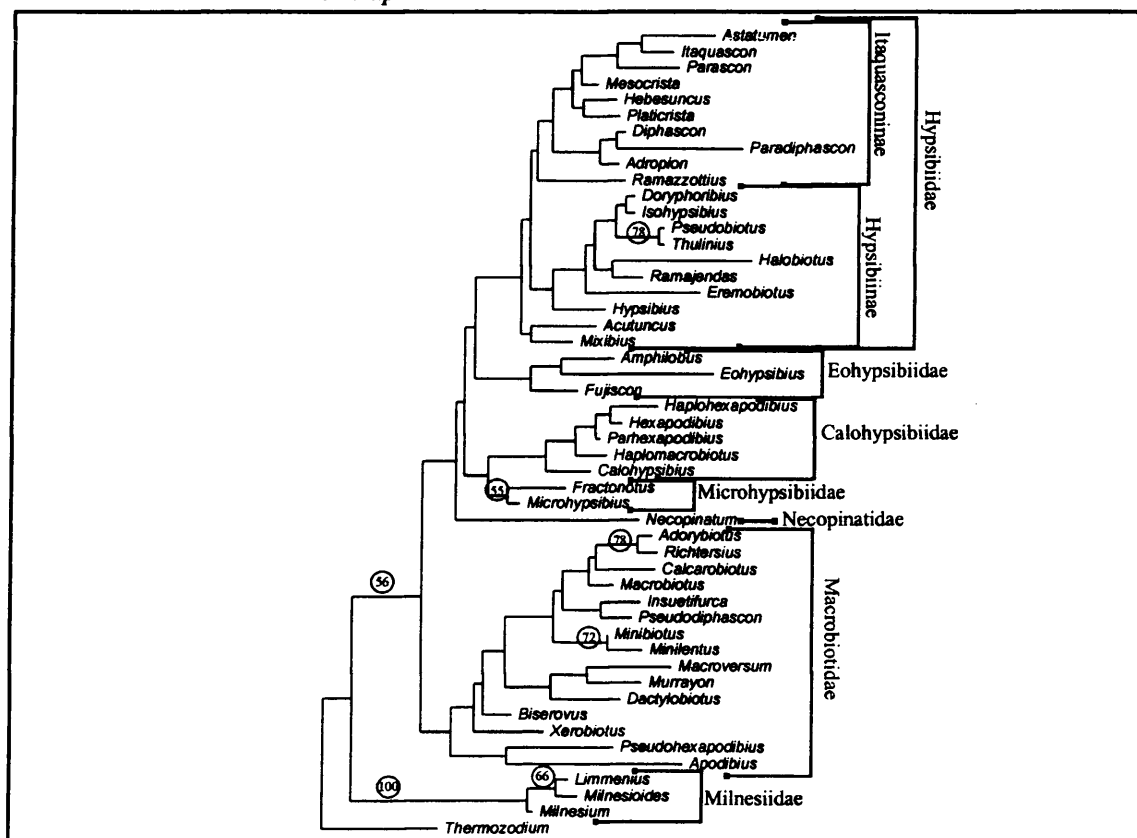 Astatumen
Itaquascon
Parascon
Mesocrista
Hebesuncus
Platicrista
Diphascon
Paradiphascon
Adropion
Ramazzottius
Doryphoribius
Isohypsibius
78
Pseudobiotus
Thulinius
Halobiotus
Ramajendas
Eremobiotus
Hypsibius
Acutuncus
Mixibius
Amphilobus
Eohypsibius
Fujiscon
Haplohexapodibius
Hexapodibius
Parhexapodibius
Haplomacrobiotus
Calohypsibius
55
Fractonotus
Microhypsibius
Necopinatum
78
Adorybiotus
Richtersius
Calcarobiotus
Macrobiotus
56
Insuetifurca
Pseudodiphascon
72
Minibiotus
Minilentus
Macroversum
Murrayon
Dactylobiotus
Biserovus
Xerobiotus
Pseudohexapodibius
Apodibius
66
Limmenius
100
Milnesioides
Milnesium
Thermozodium
Itaquasconinae
Hypsibiinae
Hypsibiidae
Eohypsibiidae
Calohypsibiidae
Microhypsibiidae
Necopinatidae
Macrobiotidae
Milnesiidae